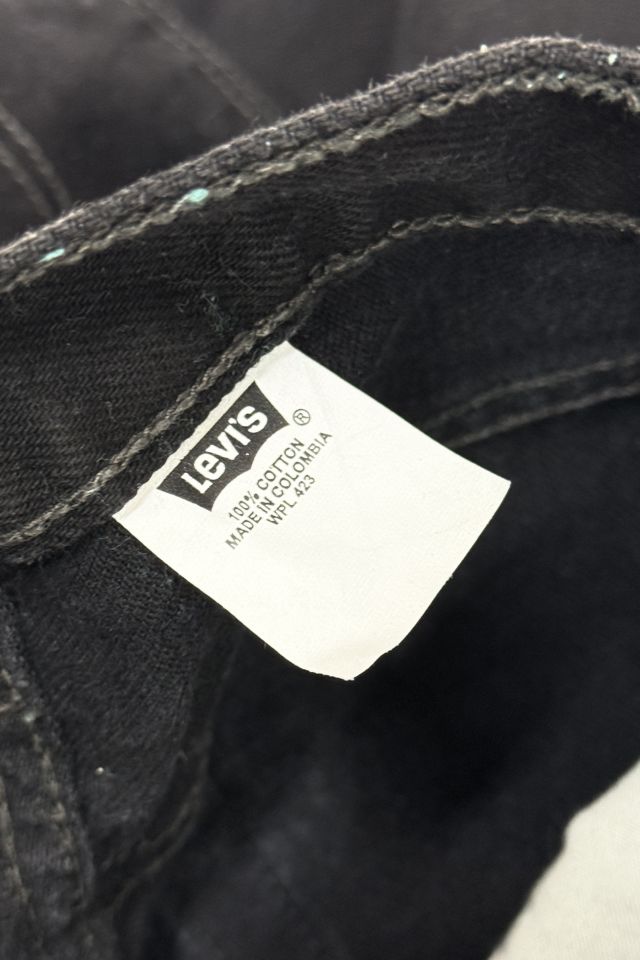 Levi's ®
100% COTTON
MADE IN COLOMBIA
WPL 423